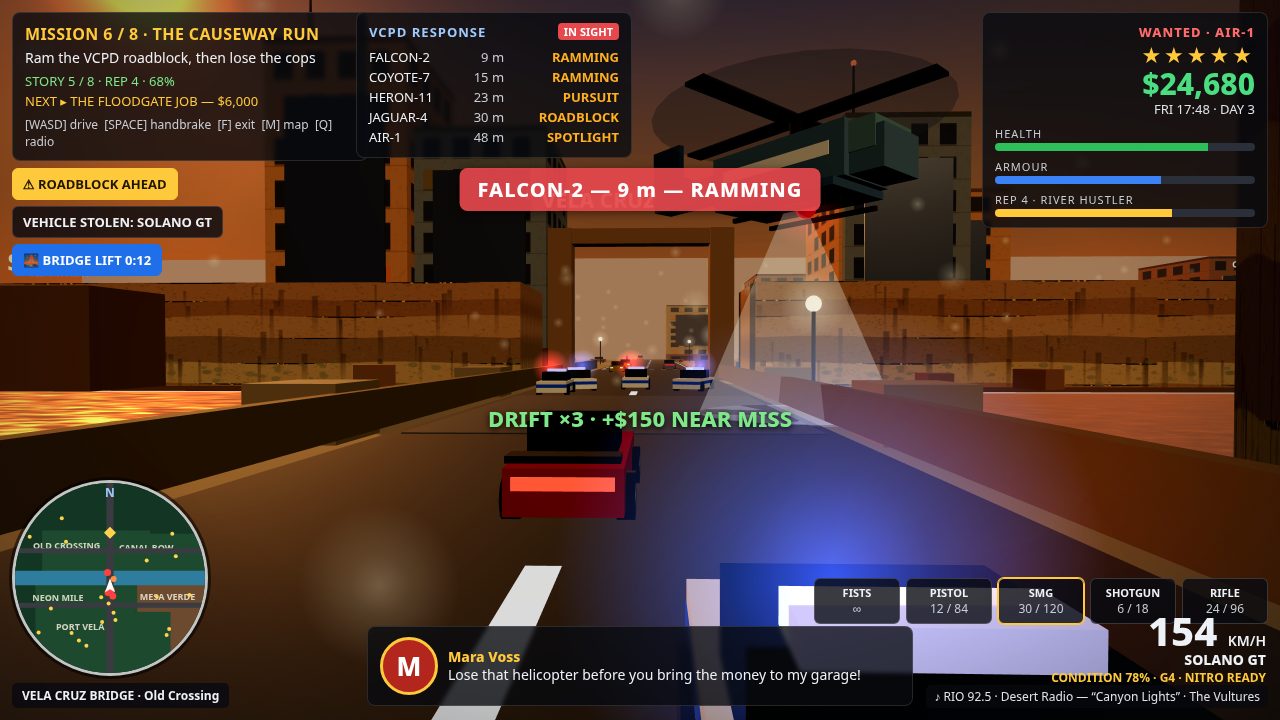 MISSION 6 / 8 · THE CAUSEWAY RUN
Ram the VCPD roadblock, then lose the cops
STORY 5 / 8 · REP 4 · 68%
NEXT ▸ THE FLOODGATE JOB — $6,000
[WASD] drive [SPACE] handbrake [F] exit [M] map [Q]
radio
VCPD RESPONSE IN SIGHT
FALCON-2 9 m RAMMING
COYOTE-7 15 m RAMMING
HERON-11 23 m PURSUIT
JAGUAR-4 30 m ROADBLOCK
AIR-1 48 m SPOTLIGHT
WANTED · AIR-1
★★★★★
$24,680
FRI 17:48 · DAY 3
HEALTH
ARMOUR
REP 4 · RIVER HUSTLER
⚠ ROADBLOCK AHEAD
VEHICLE STOLEN: SOLANO GT
🌉 BRIDGE LIFT 0:12
FALCON-2 — 9 m — RAMMING
VELA CRUZ
DRIFT ×3 · +$150 NEAR MISS
N
OLD CROSSING
CANAL ROW
NEON MILE
MESA VERDE
PORT VELA
VELA CRUZ BRIDGE · Old Crossing
M
Mara Voss
Lose that helicopter before you bring the money to my garage!
FISTS
∞
PISTOL
12 / 84
SMG
30 / 120
SHOTGUN
6 / 18
RIFLE
24 / 96
154 KM/H
SOLANO GT
CONDITION 78% · G4 · NITRO READY
♪ RIO 92.5 · Desert Radio — “Canyon Lights” · The Vultures